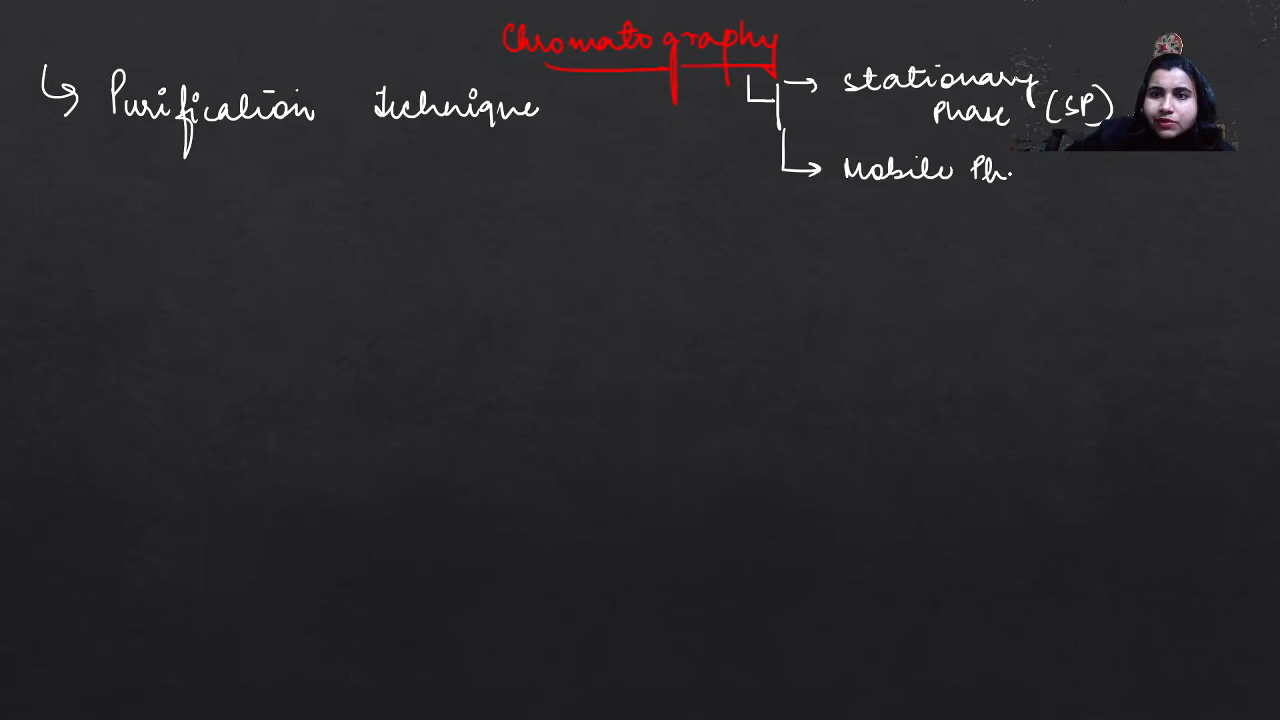 Chromatography
↳ Purification Technique
→ Stationary
Phase (SP)
→ Mobile Ph.